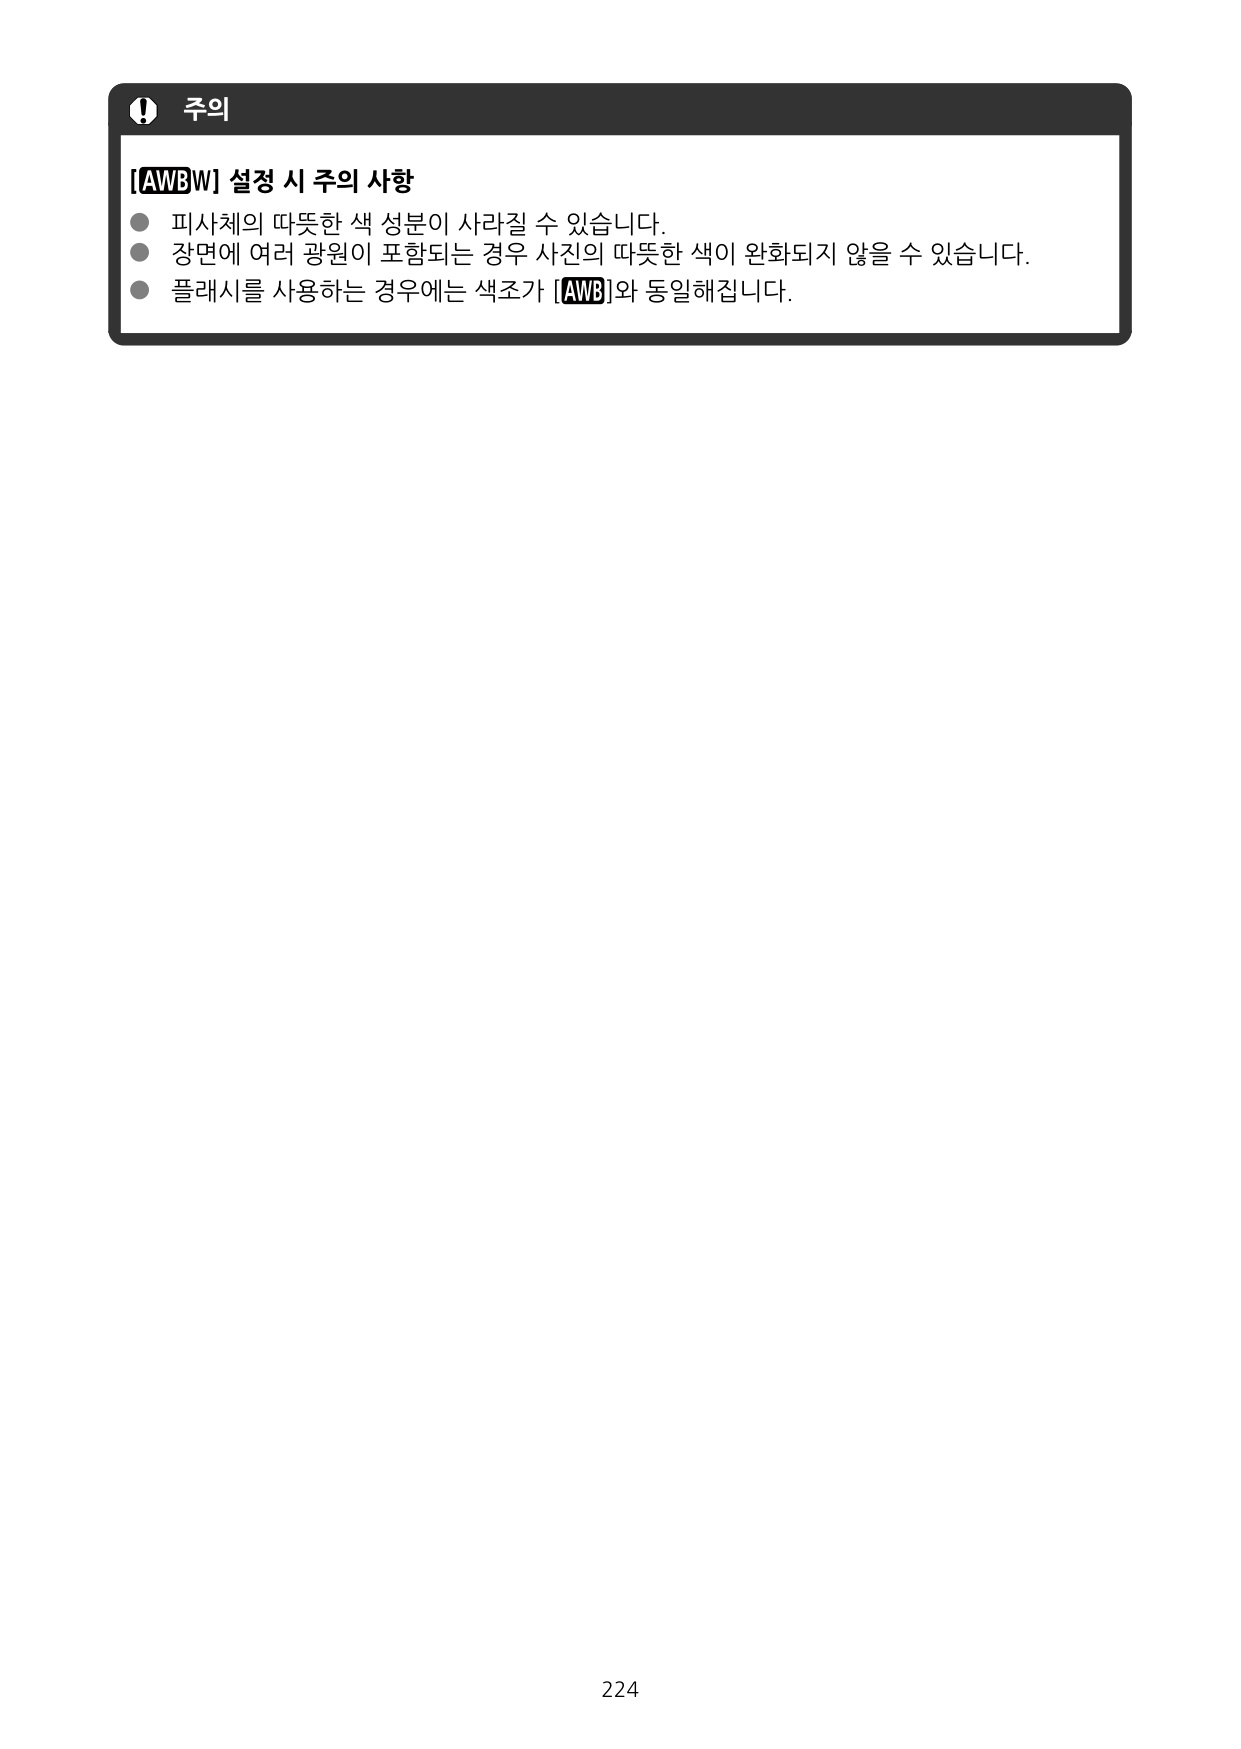 주의
[AWBW] 설정 시 주의 사항
● 피사체의 따뜻한 색 성분이 사라질 수 있습니다.
● 장면에 여러 광원이 포함되는 경우 사진의 따뜻한 색이 완화되지 않을 수 있습니다.
● 플래시를 사용하는 경우에는 색조가 [AWB]와 동일해집니다.
224